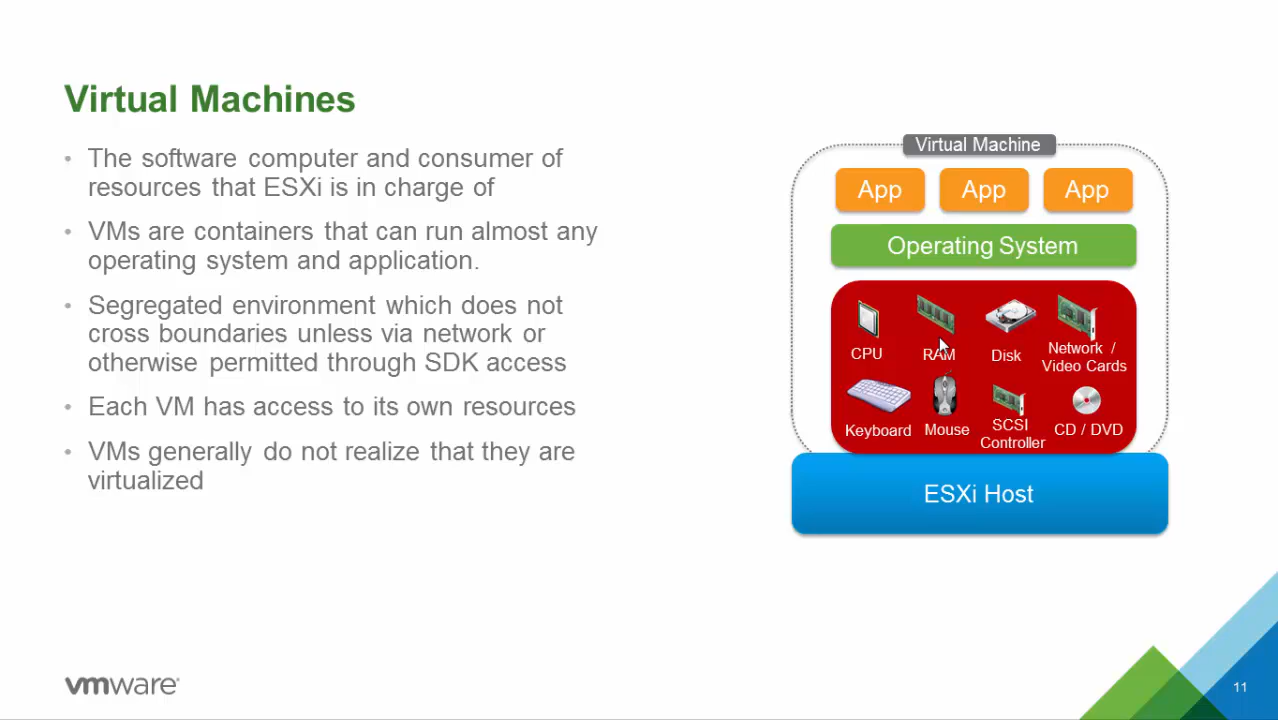 Virtual Machines
• The software computer and consumer of
resources that ESXi is in charge of
• VMs are containers that can run almost any
operating system and application.
• Segregated environment which does not
cross boundaries unless via network or
otherwise permitted through SDK access
• Each VM has access to its own resources
• VMs generally do not realize that they are
virtualized
Virtual Machine
App App App
Operating System
CPU RAM Disk Network /
Video Cards
Keyboard Mouse SCSI
Controller CD / DVD
ESXi Host
vmware®
11